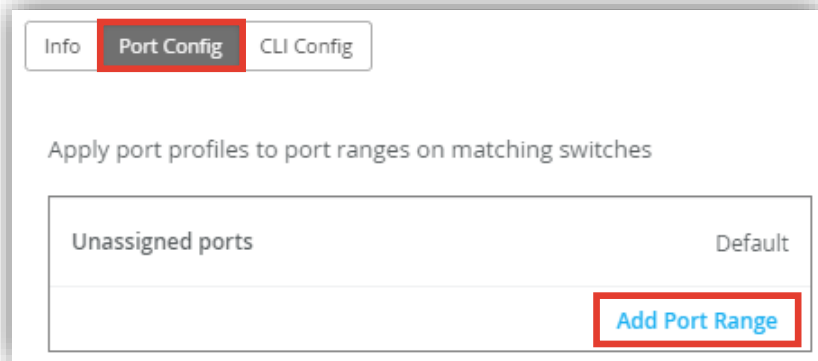 Info Port Config CLI Config
Apply port profiles to port ranges on matching switches
Unassigned ports Default
Add Port Range